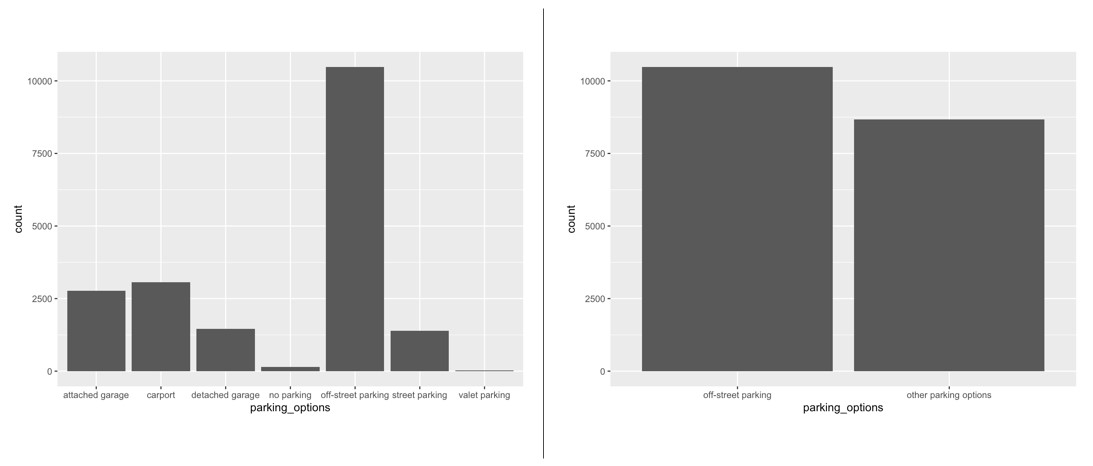 10000
7500
5000
2500
0
count
attached garage carport detached garage no parking off-street parking street parking valet parking
parking_options
10000
7500
5000
2500
0
count
off-street parking other parking options
parking_options